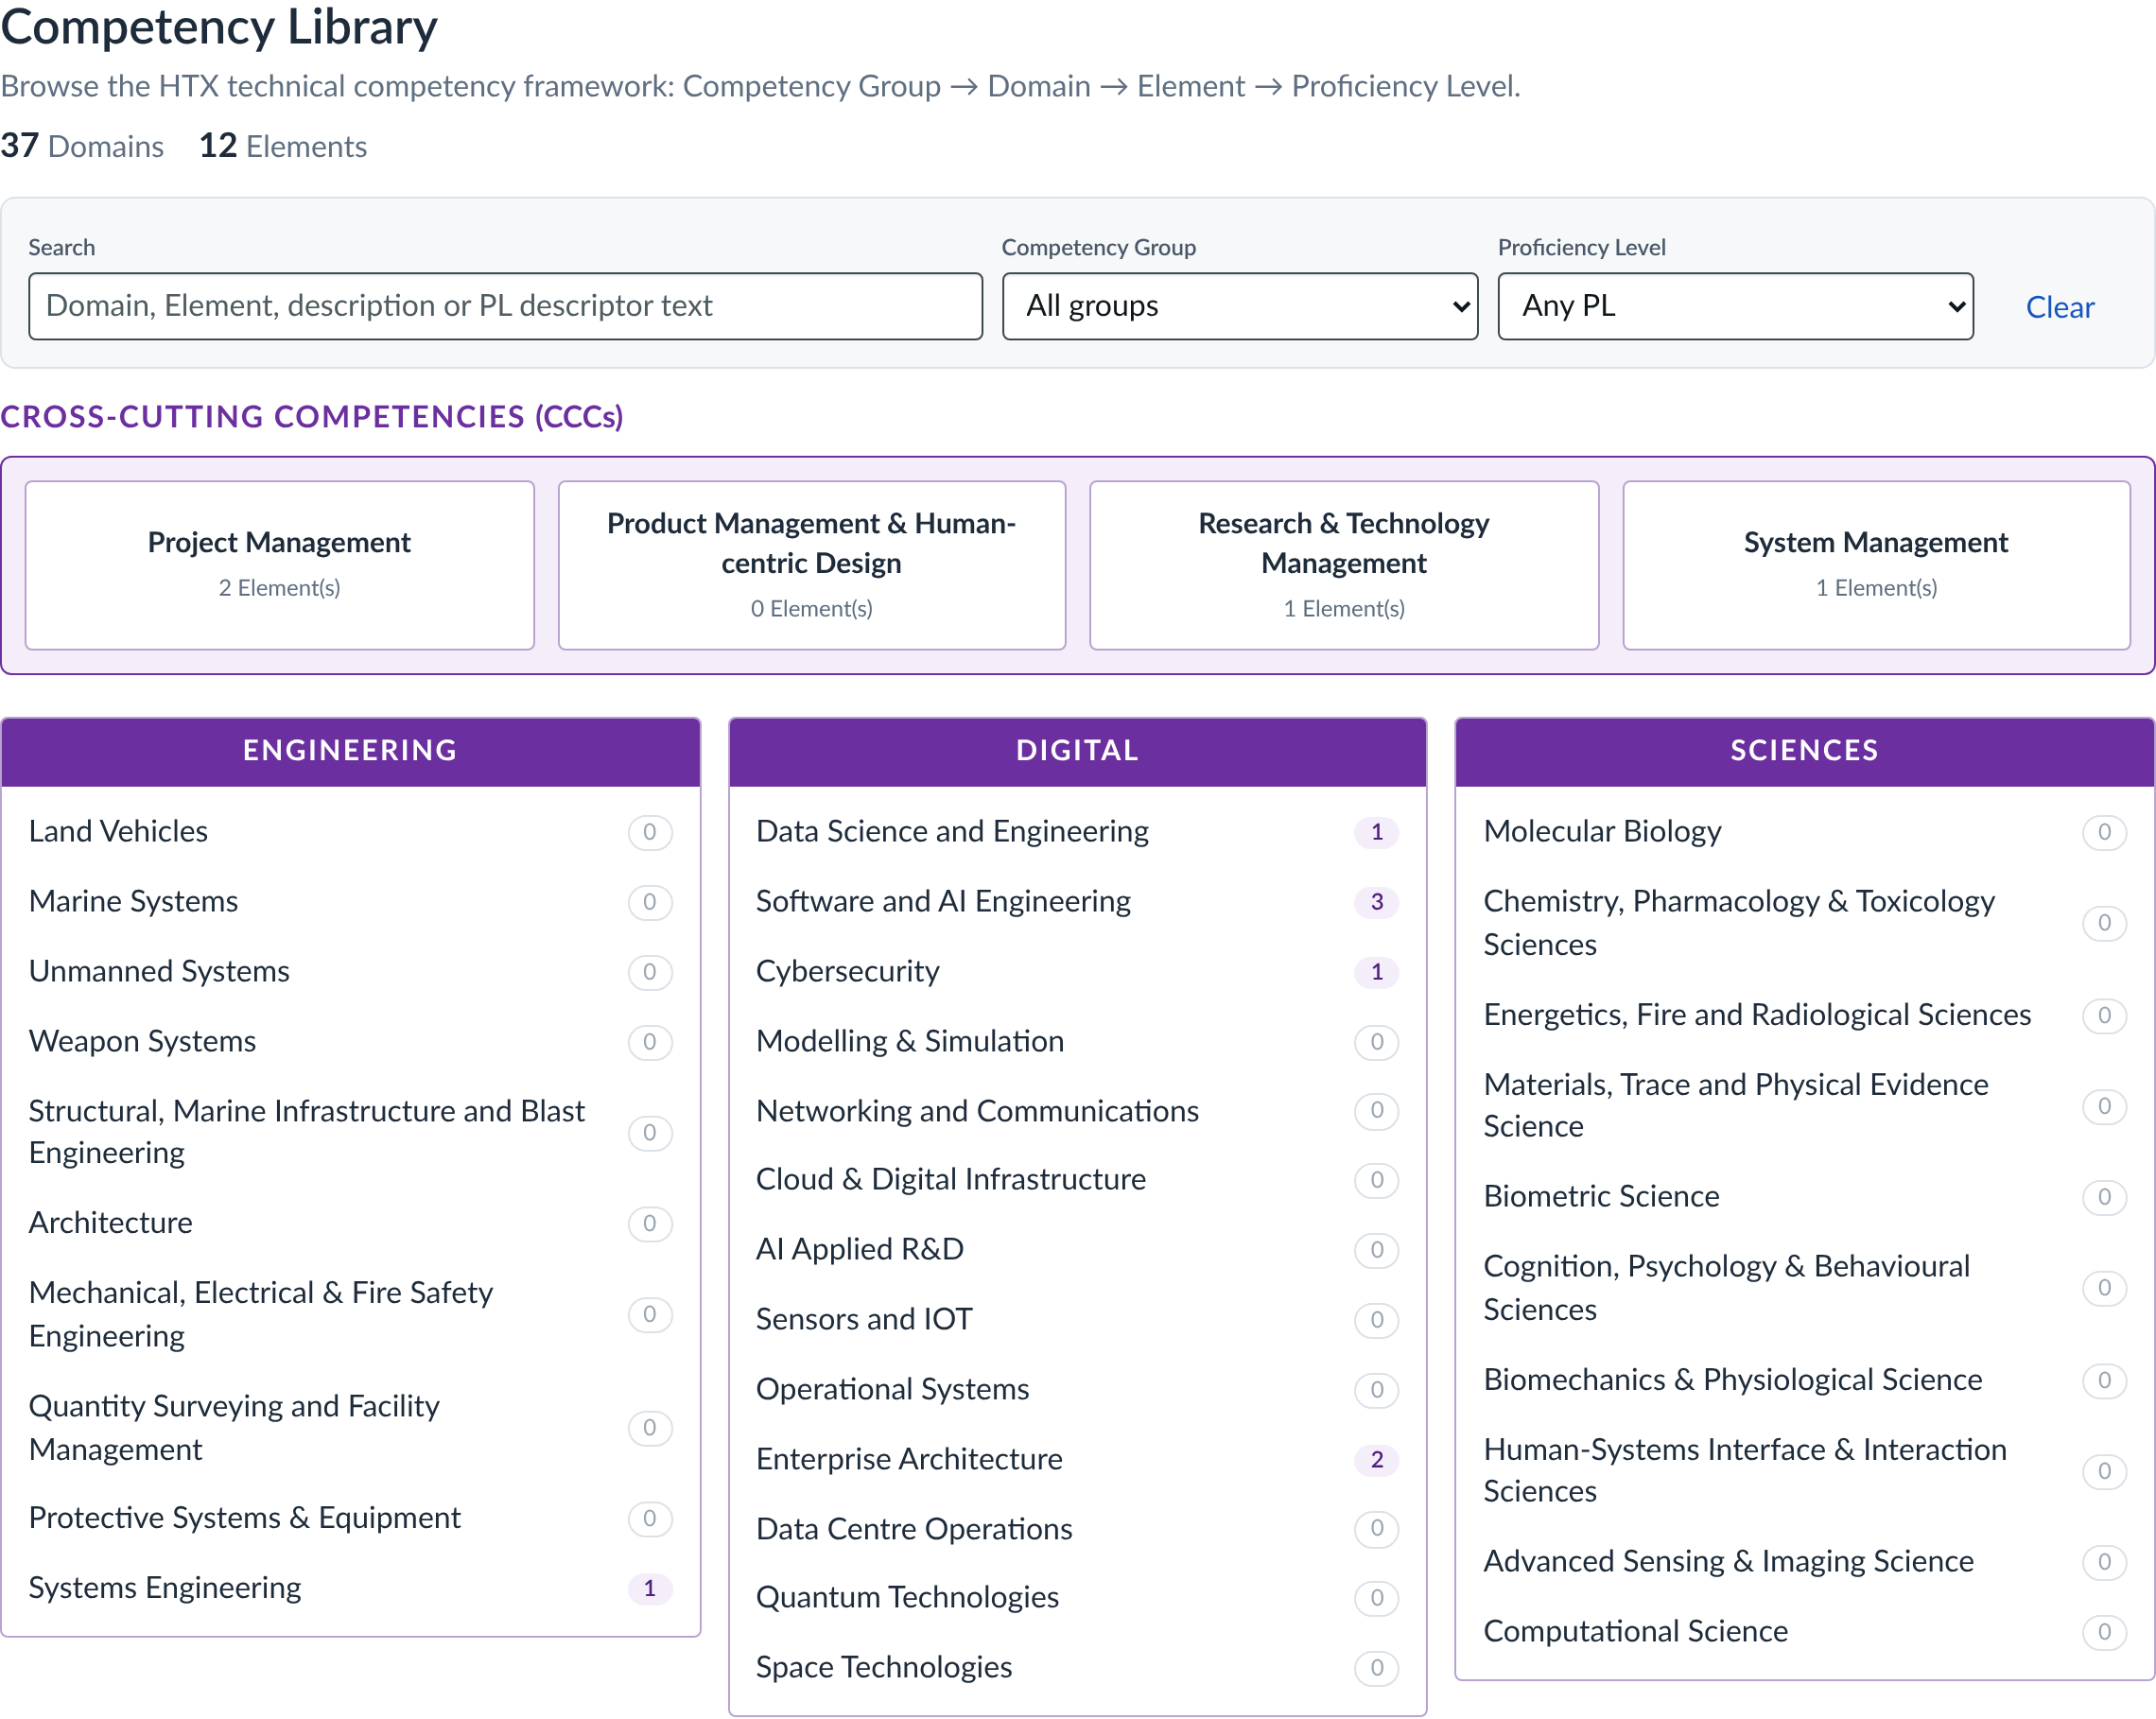 Competency Library
Browse the HTX technical competency framework: Competency Group → Domain → Element → Proficiency Level.
37 Domains 12 Elements
Search
Domain, Element, description or PL descriptor text
Competency Group
All groups
Proficiency Level
Any PL
Clear
CROSS-CUTTING COMPETENCIES (CCCs)
Project Management
2 Element(s)
Product Management & Human-
centric Design
0 Element(s)
Research & Technology
Management
1 Element(s)
System Management
1 Element(s)
ENGINEERING
Land Vehicles 0
Marine Systems 0
Unmanned Systems 0
Weapon Systems 0
Structural, Marine Infrastructure and Blast
Engineering 0
Architecture 0
Mechanical, Electrical & Fire Safety
Engineering 0
Quantity Surveying and Facility
Management 0
Protective Systems & Equipment 0
Systems Engineering 1
DIGITAL
Data Science and Engineering 1
Software and AI Engineering 3
Cybersecurity 1
Modelling & Simulation 0
Networking and Communications 0
Cloud & Digital Infrastructure 0
AI Applied R&D 0
Sensors and IOT 0
Operational Systems 0
Enterprise Architecture 2
Data Centre Operations 0
Quantum Technologies 0
Space Technologies 0
SCIENCES
Molecular Biology 0
Chemistry, Pharmacology & Toxicology
Sciences 0
Energetics, Fire and Radiological Sciences 0
Materials, Trace and Physical Evidence
Science 0
Biometric Science 0
Cognition, Psychology & Behavioural
Sciences 0
Biomechanics & Physiological Science 0
Human-Systems Interface & Interaction
Sciences 0
Advanced Sensing & Imaging Science 0
Computational Science 0